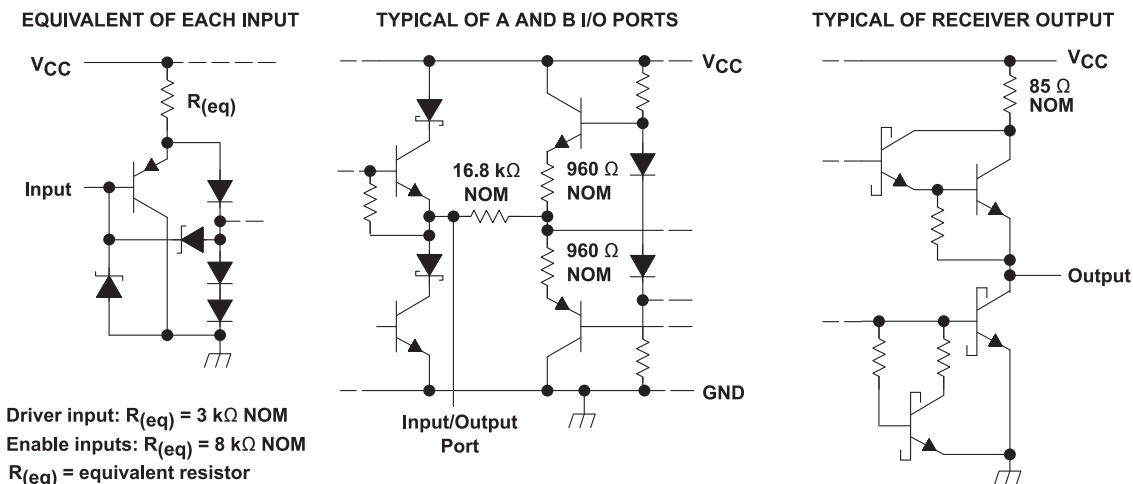 EQUIVALENT OF EACH INPUT
VCC
R(eq)
Input
Driver input: R(eq) = 3 kΩ NOM
Enable inputs: R(eq) = 8 kΩ NOM
R(eq) = equivalent resistor
TYPICAL OF A AND B I/O PORTS
VCC
16.8 kΩ
NOM
960 Ω
NOM
960 Ω
NOM
GND
Input/Output
Port
TYPICAL OF RECEIVER OUTPUT
VCC
85 Ω
NOM
Output